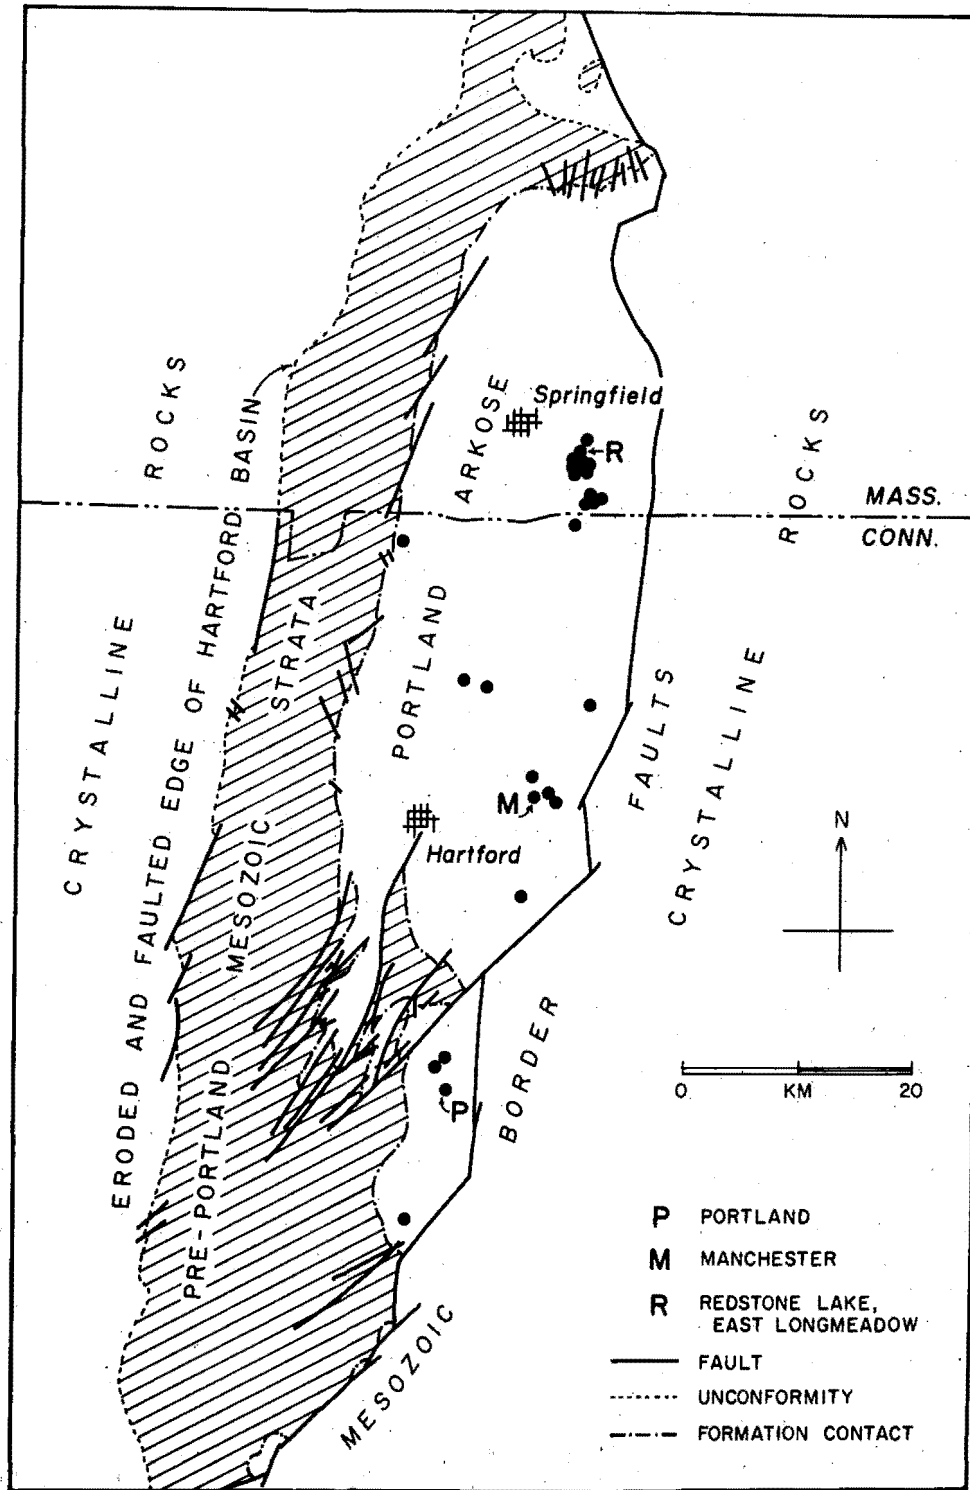 Springfield
R
MASS.
CONN.
CRYSTALLINE ROCKS
ERODED AND FAULTED EDGE OF HARTFORD BASIN
PRE-PORTLAND MESOZOIC STRATA
PORTLAND ARKOSE
CRYSTALLINE ROCKS
M
Hartford
P
MESOZOIC BORDER FAULTS
N
0 KM 20
P PORTLAND
M MANCHESTER
R REDSTONE LAKE,
EAST LONGMEADOW
FAULT
UNCONFORMITY
FORMATION CONTACT